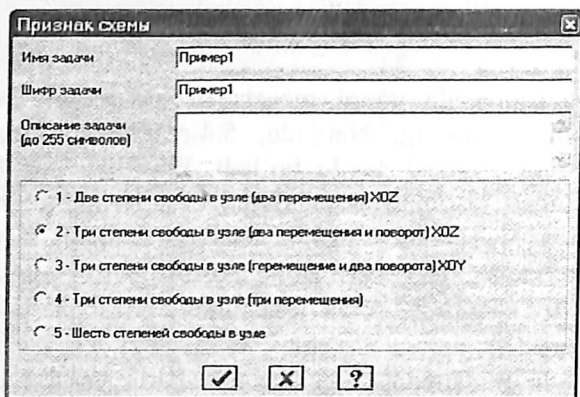 Признак схемы
Имя задачи Пример1
Шифр задачи Пример1
Описание задачи
(до 255 символов)
1 - Две степени свободы в узле (два перемещения) XOZ
2 - Три степени свободы в узле (два перемещения и поворот) XOZ
3 - Три степени свободы в узле (перемещение и два поворота) XOY
4 - Три степени свободы в узле (три перемещения)
5 - Шесть степеней свободы в узле
?